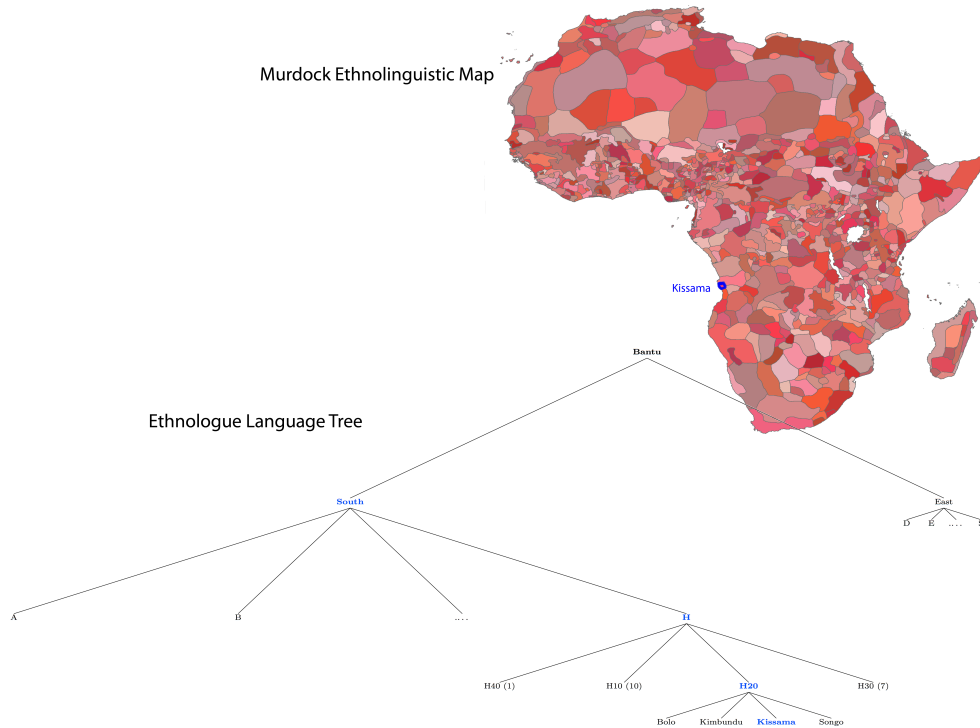 Murdock Ethnolinguistic Map
Kissama
Bantu
Ethnologue Language Tree
South
East
D E ...
A B ... H
H40 (1) H10 (10) H20 H30 (7)
Bolo Kimbundu Kissama Songo